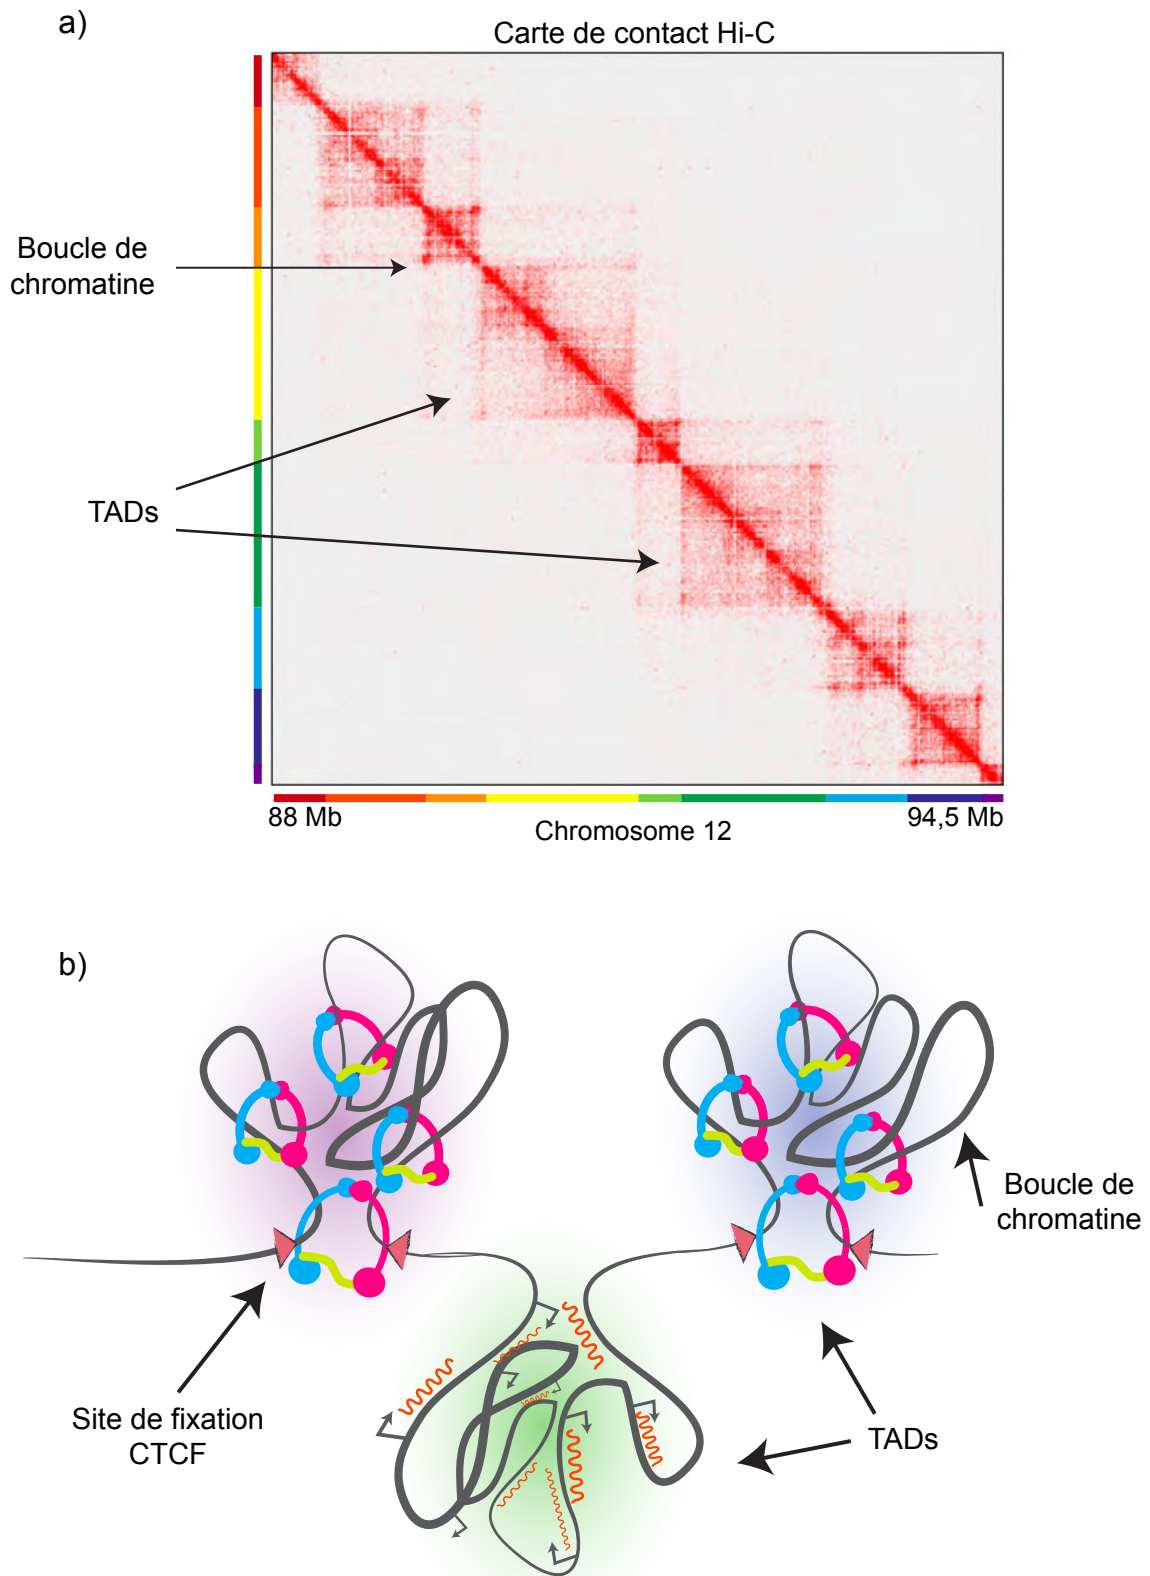 a)
Carte de contact Hi-C
Boucle de
chromatine
TADs
88 Mb
94,5 Mb
Chromosome 12
b)
Boucle de
chromatine
Site de fixation
CTCF
TADs